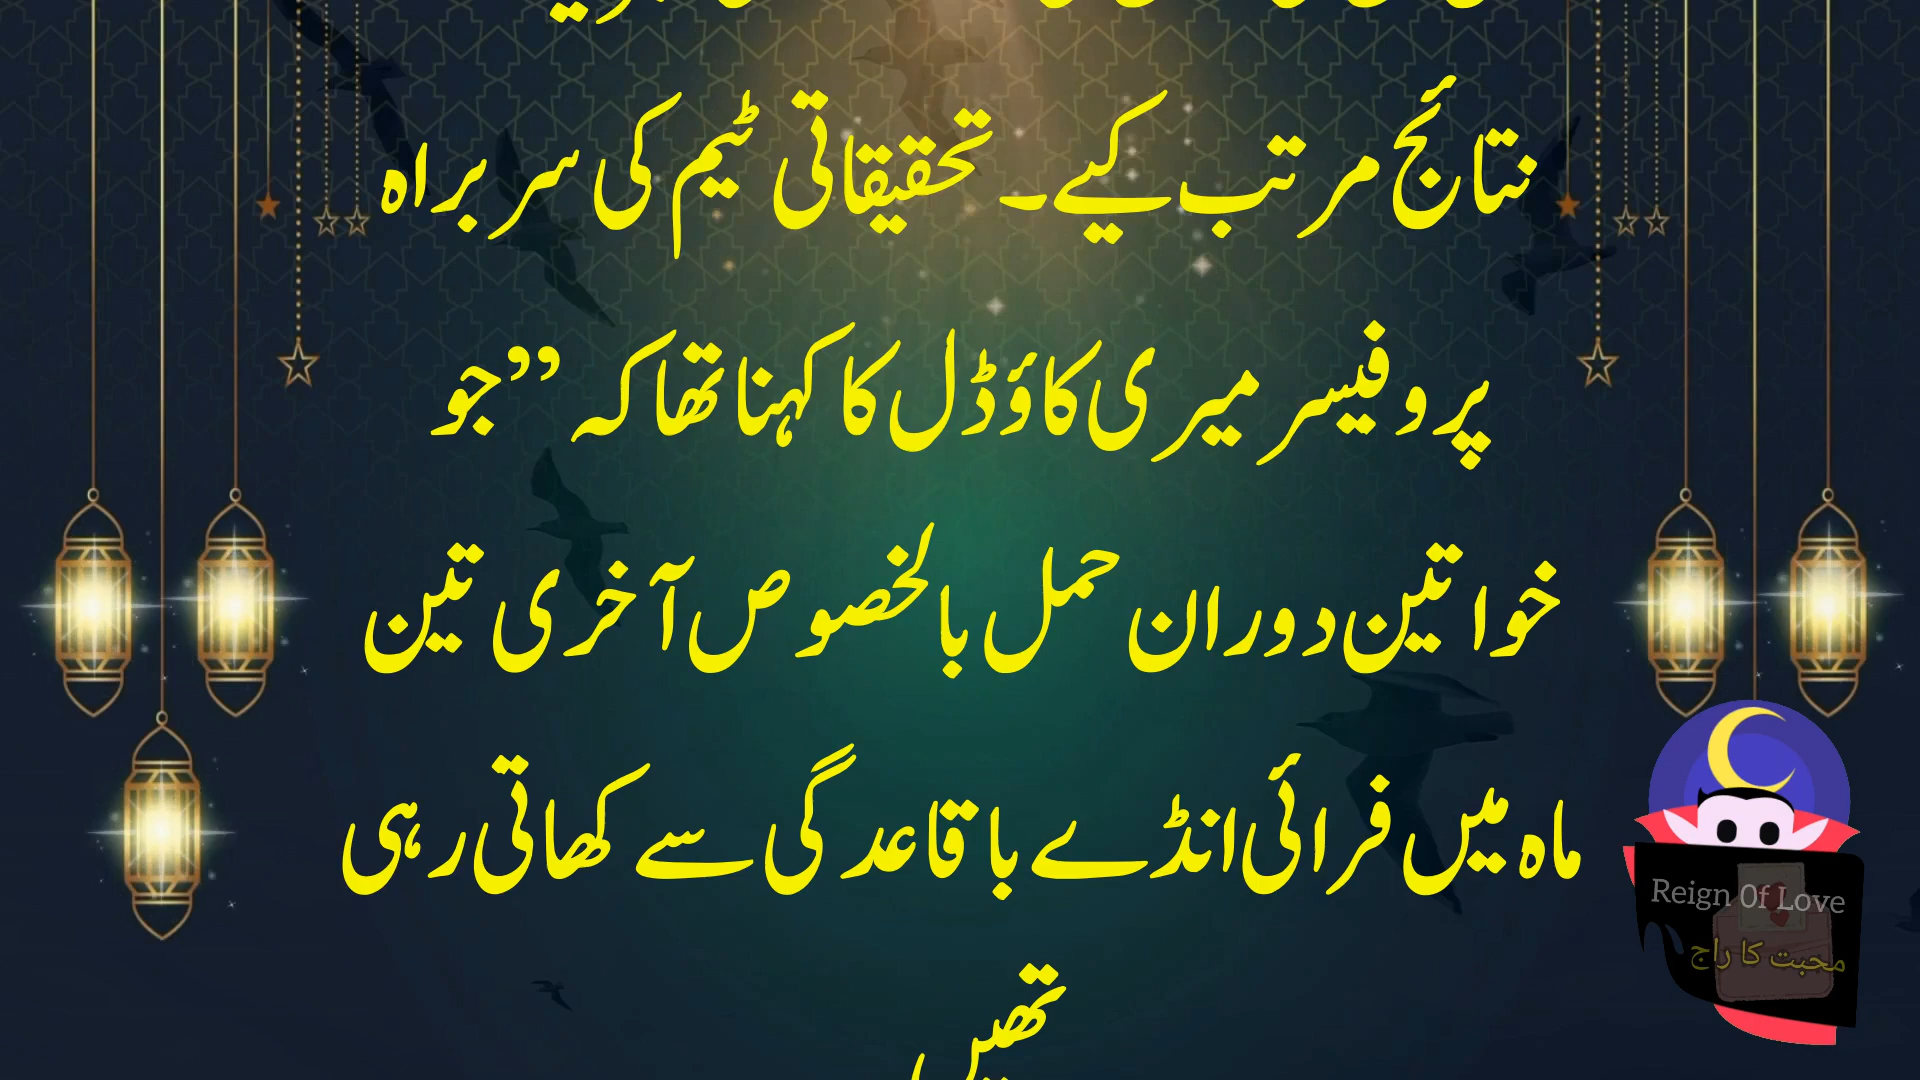 نتائج مرتب کیے۔ تحقیقاتی ٹیم کی سربراہ
پروفیسر میری کاؤڈل کا کہنا تھا کہ ’’جو
خواتین دوران حمل بالخصوص آخری تین
ماہ میں فرائی انڈے باقاعدگی سے کھاتی رہی
تھیں
Reign Of Love
محبت کا راج